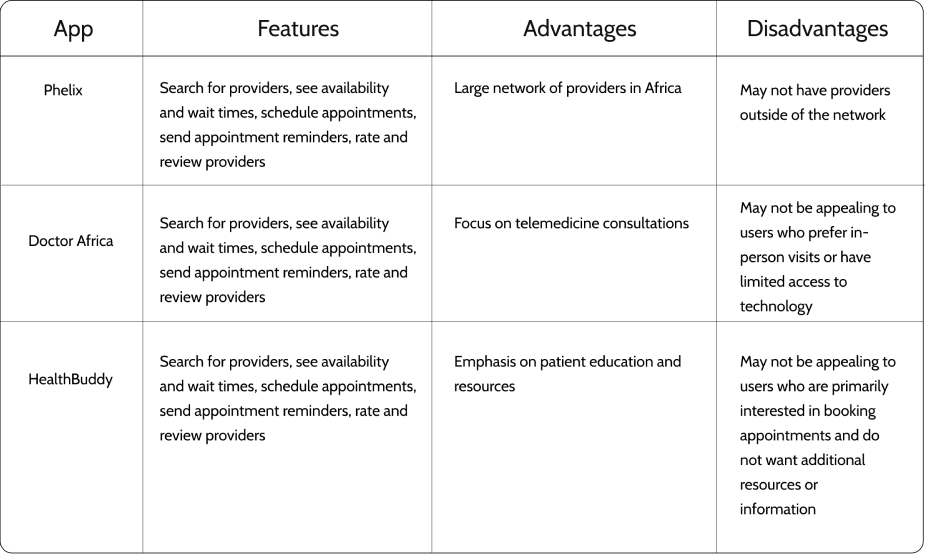 App
Features
Advantages
Disadvantages
Phelix
Search for providers, see availability
and wait times, schedule appointments,
send appointment reminders, rate and
review providers
Large network of providers in Africa
May not have providers
outside of the network
Doctor Africa
Search for providers, see availability
and wait times, schedule appointments,
send appointment reminders, rate and
review providers
Focus on telemedicine consultations
May not be appealing to
users who prefer in-
person visits or have
limited access to
technology
HealthBuddy
Search for providers, see availability
and wait times, schedule appointments,
send appointment reminders, rate and
review providers
Emphasis on patient education and
resources
May not be appealing to
users who are primarily
interested in booking
appointments and do
not want additional
resources or
information